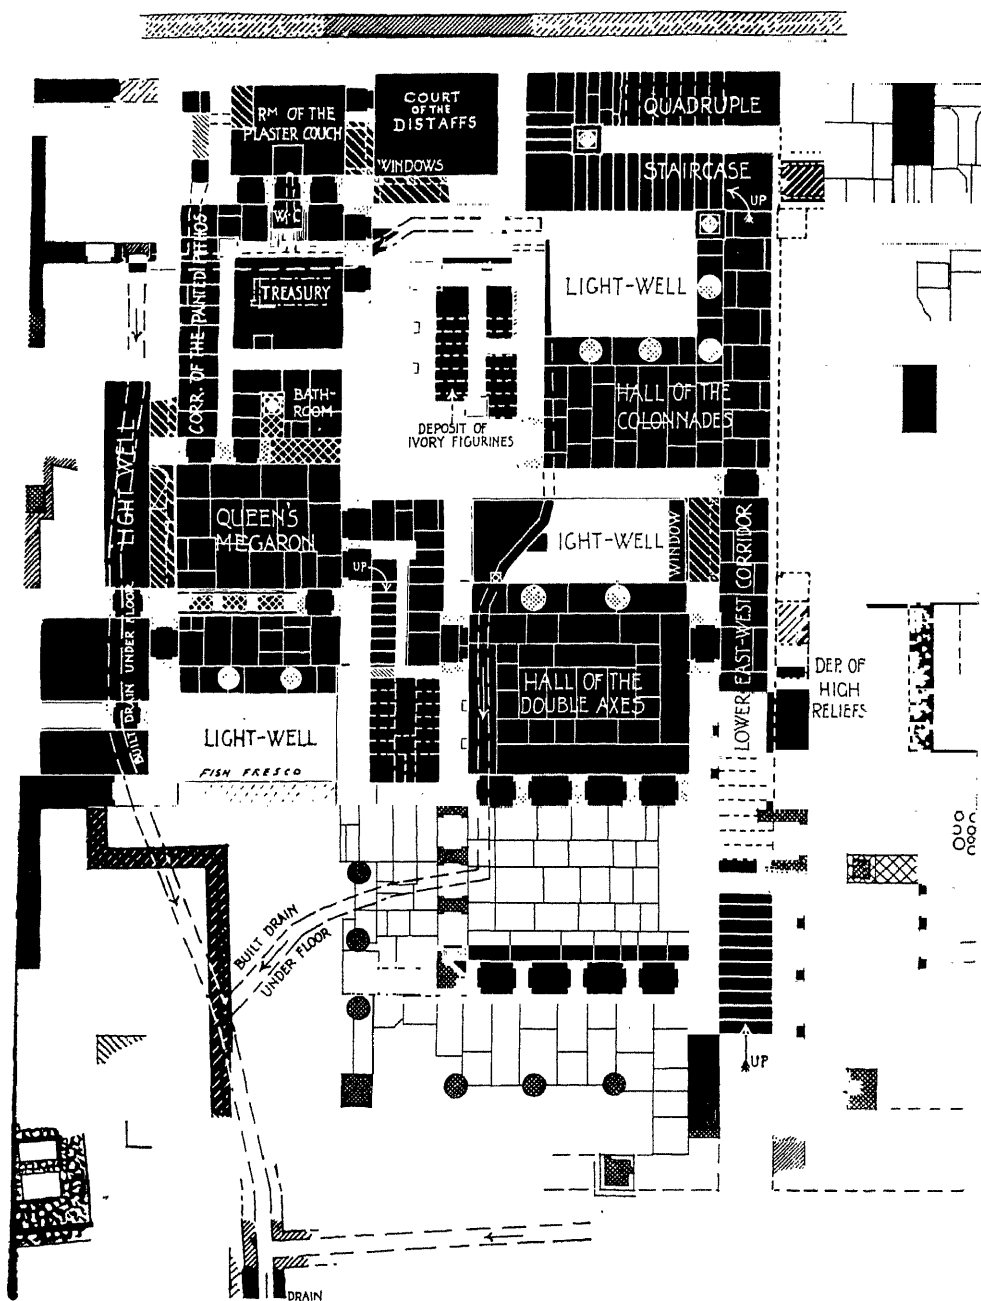 RM OF THE
PLASTER COUCH
COURT
OF THE
DISTAFFS
WINDOWS
QUADRUPLE
STAIRCASE
UP
W.C
CORR. OF THE PAINTED PITHOS
TREASURY
LIGHT-WELL
BATH-
ROOM
DEPOSIT OF
IVORY FIGURINES
HALL OF THE
COLONNADES
LIGHT WELL
QUEEN'S
MEGARON
UP
IGHT-WELL
WINDOW
LOWER EAST-WEST CORRIDOR
BUILT DRAIN UNDER FLOOR
HALL OF THE
DOUBLE AXES
DEP. OF
HIGH
RELIEFS
LIGHT-WELL
FISH FRESCO
BUILT DRAIN
UNDER FLOOR
UP
DRAIN